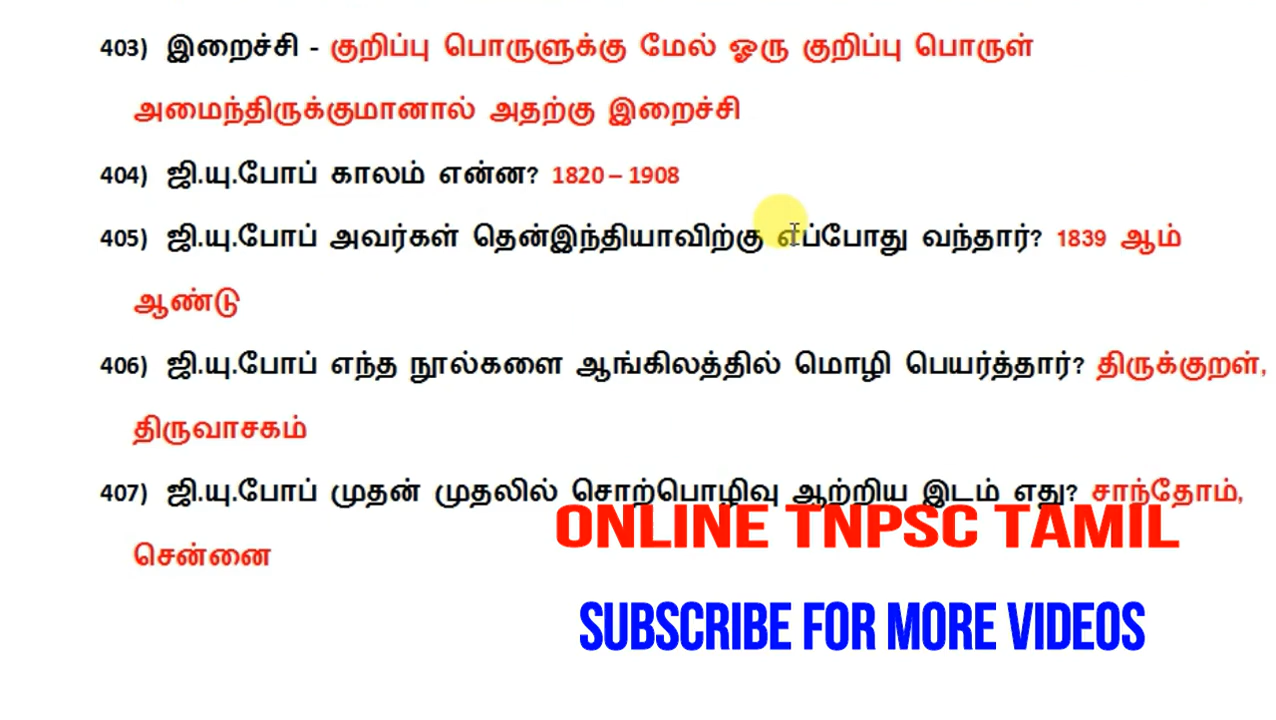 403) இறைச்சி - குறிப்பு பொருளுக்கு மேல் ஒரு குறிப்பு பொருள்
அமைந்திருக்குமானால் அதற்கு இறைச்சி
404) ஜி.யு.போப் காலம் என்ன? 1820 – 1908
405) ஜி.யு.போப் அவர்கள் தென்இந்தியாவிற்கு எப்போது வந்தார்? 1839 ஆம்
ஆண்டு
406) ஜி.யு.போப் எந்த நூல்களை ஆங்கிலத்தில் மொழி பெயர்த்தார்? திருக்குறள்,
திருவாசகம்
407) ஜி.யு.போப் முதன் முதலில் சொற்பொழிவு ஆற்றிய இடம் எது? சாந்தோம்,
சென்னை
ONLINE TNPSC TAMIL
SUBSCRIBE FOR MORE VIDEOS